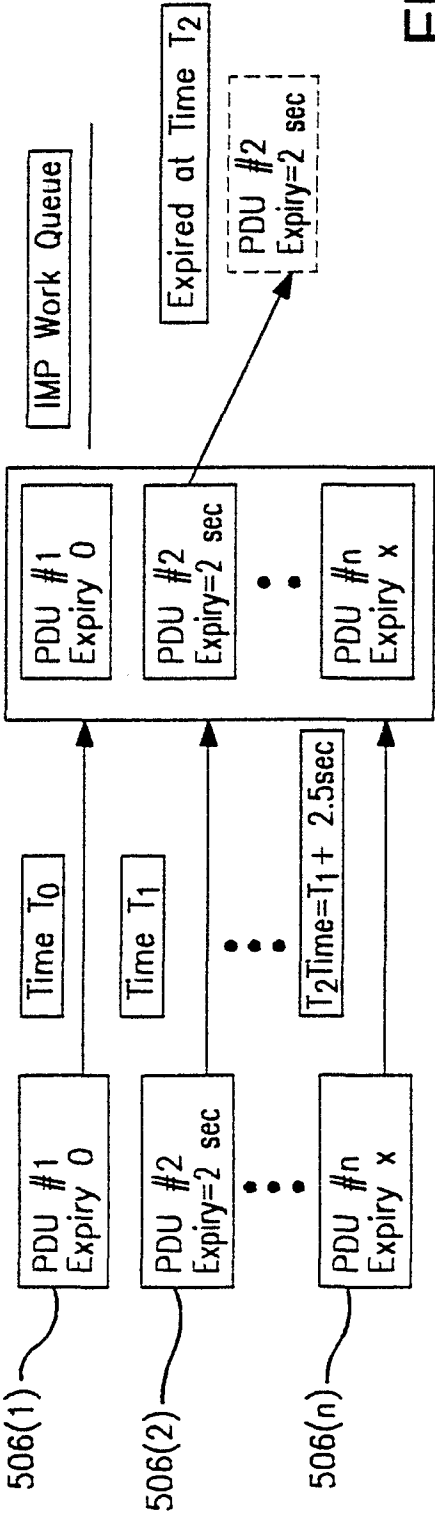 506(1)
PDU #1
Expiry 0
Time T0
PDU #1
Expiry 0
IMP Work Queue
506(2)
PDU #2
Expiry=2 sec
Time T1
PDU #2
Expiry=2 sec
Expired at Time T2
PDU #2
Expiry=2 sec
506(n)
PDU #n
Expiry x
T2Time=T1+ 2.5sec
PDU #n
Expiry x